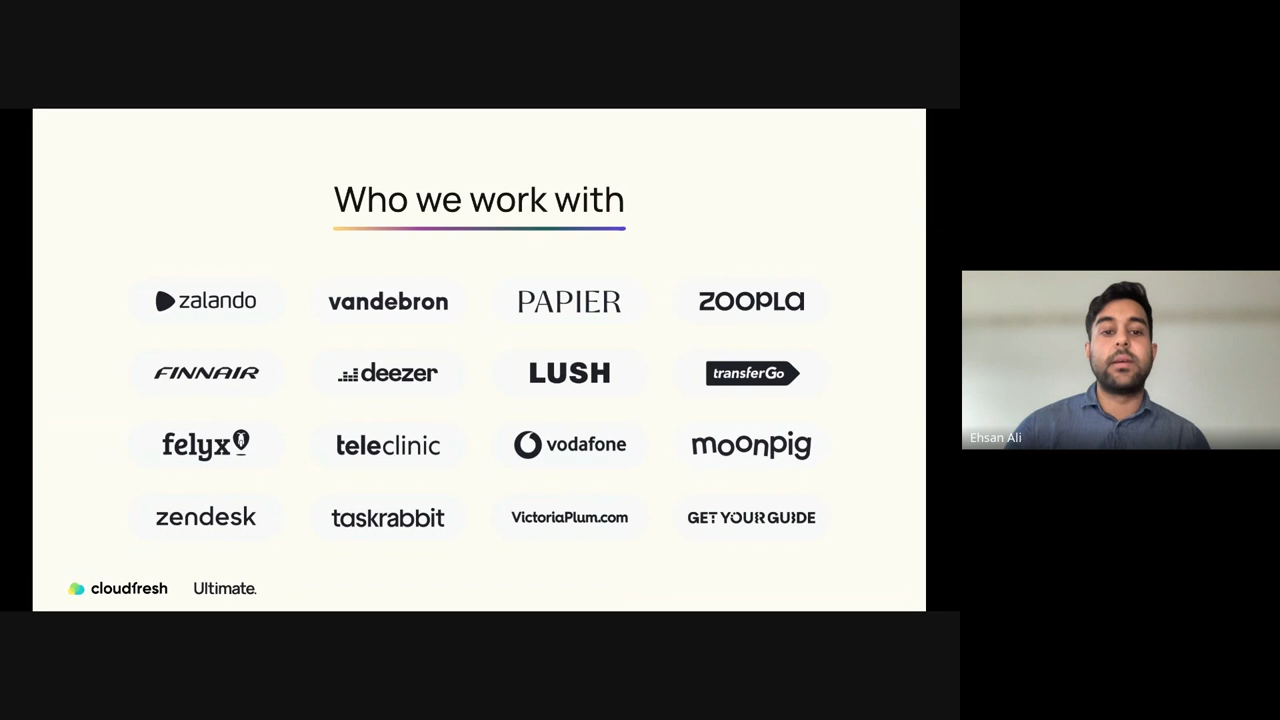 Who we work with
zalando vandebron PAPIER ZOOPLA
FINNAIR deezer LUSH transferGo
felyx teleclinic vodafone moonpig
zendesk taskrabbit VictoriaPlum.com GET YOUR GUIDE
cloudfresh Ultimate.
Ehsan Ali